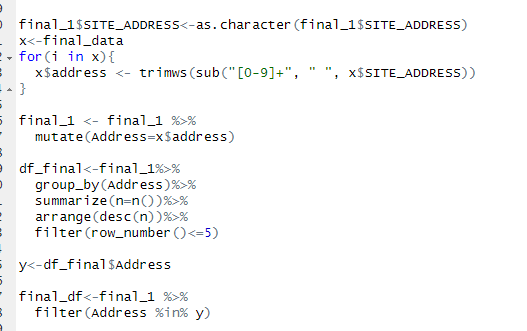 final_1$SITE_ADDRESS<-as.character(final_1$SITE_ADDRESS)
x<-final_data
for(i in x){
  x$address <- trimws(sub("[0-9]+", " ", x$SITE_ADDRESS))
}
final_1 <- final_1 %>%
  mutate(Address=x$address)
df_final<-final_1%>%
  group_by(Address)%>%
  summarize(n=n())%>%
  arrange(desc(n))%>%
  filter(row_number()<=5)
y<-df_final$Address
final_df<-final_1 %>%
  filter(Address %in% y)